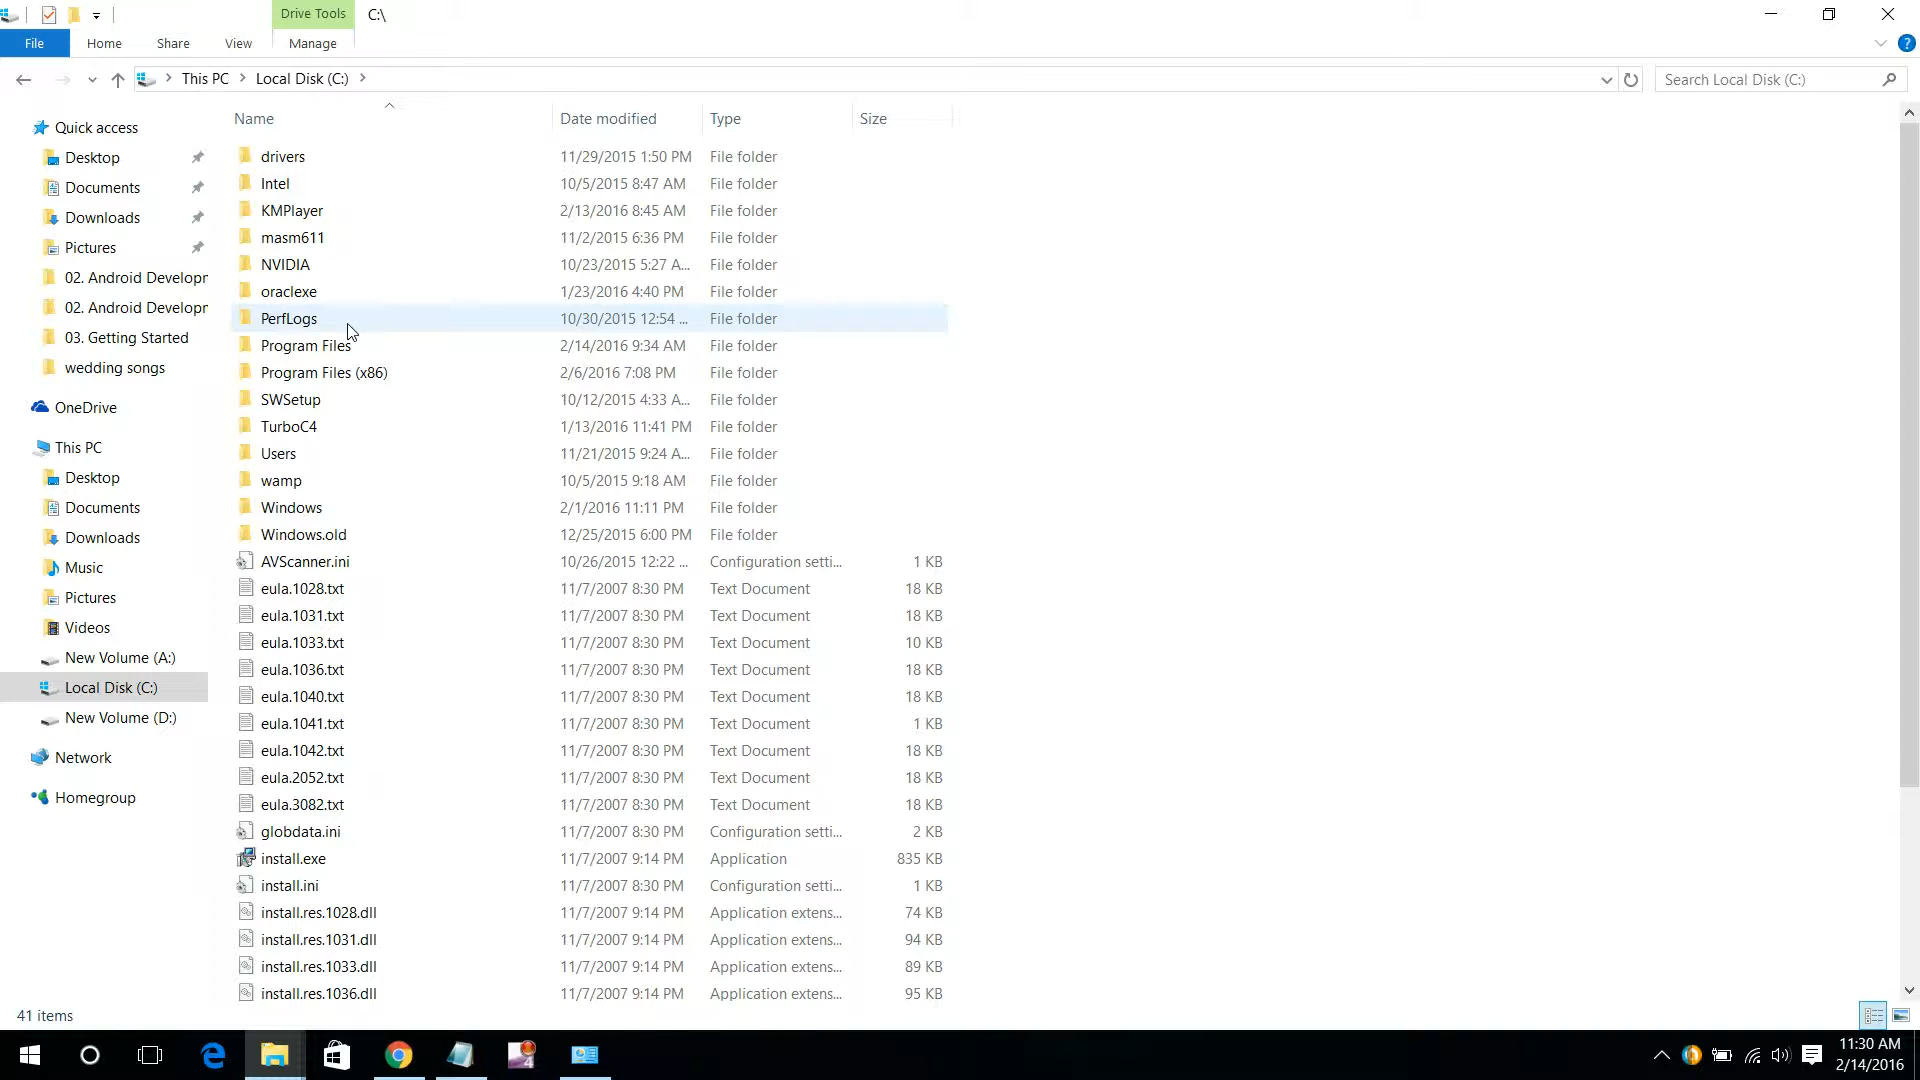 Drive Tools
C:\
File
Home
Share
View
Manage
?
This PC
Local Disk (C:)
Search Local Disk (C:)
Name
Date modified
Type
Size
Quick access
Desktop
Documents
Downloads
Pictures
02. Android Developr
02. Android Developr
03. Getting Started
wedding songs
OneDrive
This PC
Desktop
Documents
Downloads
Music
Pictures
Videos
New Volume (A:)
Local Disk (C:)
New Volume (D:)
Network
Homegroup
drivers 11/29/2015 1:50 PM File folder
Intel 10/5/2015 8:47 AM File folder
KMPlayer 2/13/2016 8:45 AM File folder
masm611 11/2/2015 6:36 PM File folder
NVIDIA 10/23/2015 5:27 A... File folder
oraclexe 1/23/2016 4:40 PM File folder
PerfLogs 10/30/2015 12:54 ... File folder
Program Files 2/14/2016 9:34 AM File folder
Program Files (x86) 2/6/2016 7:08 PM File folder
SWSetup 10/12/2015 4:33 A... File folder
TurboC4 1/13/2016 11:41 PM File folder
Users 11/21/2015 9:24 A... File folder
wamp 10/5/2015 9:18 AM File folder
Windows 2/1/2016 11:11 PM File folder
Windows.old 12/25/2015 6:00 PM File folder
AVScanner.ini 10/26/2015 12:22 ... Configuration setti... 1 KB
eula.1028.txt 11/7/2007 8:30 PM Text Document 18 KB
eula.1031.txt 11/7/2007 8:30 PM Text Document 18 KB
eula.1033.txt 11/7/2007 8:30 PM Text Document 10 KB
eula.1036.txt 11/7/2007 8:30 PM Text Document 18 KB
eula.1040.txt 11/7/2007 8:30 PM Text Document 18 KB
eula.1041.txt 11/7/2007 8:30 PM Text Document 1 KB
eula.1042.txt 11/7/2007 8:30 PM Text Document 18 KB
eula.2052.txt 11/7/2007 8:30 PM Text Document 18 KB
eula.3082.txt 11/7/2007 8:30 PM Text Document 18 KB
globdata.ini 11/7/2007 8:30 PM Configuration setti... 2 KB
install.exe 11/7/2007 9:14 PM Application 835 KB
install.ini 11/7/2007 8:30 PM Configuration setti... 1 KB
install.res.1028.dll 11/7/2007 9:14 PM Application extens... 74 KB
install.res.1031.dll 11/7/2007 9:14 PM Application extens... 94 KB
install.res.1033.dll 11/7/2007 9:14 PM Application extens... 89 KB
install.res.1036.dll 11/7/2007 9:14 PM Application extens... 95 KB
41 items
4
11:30 AM
2/14/2016